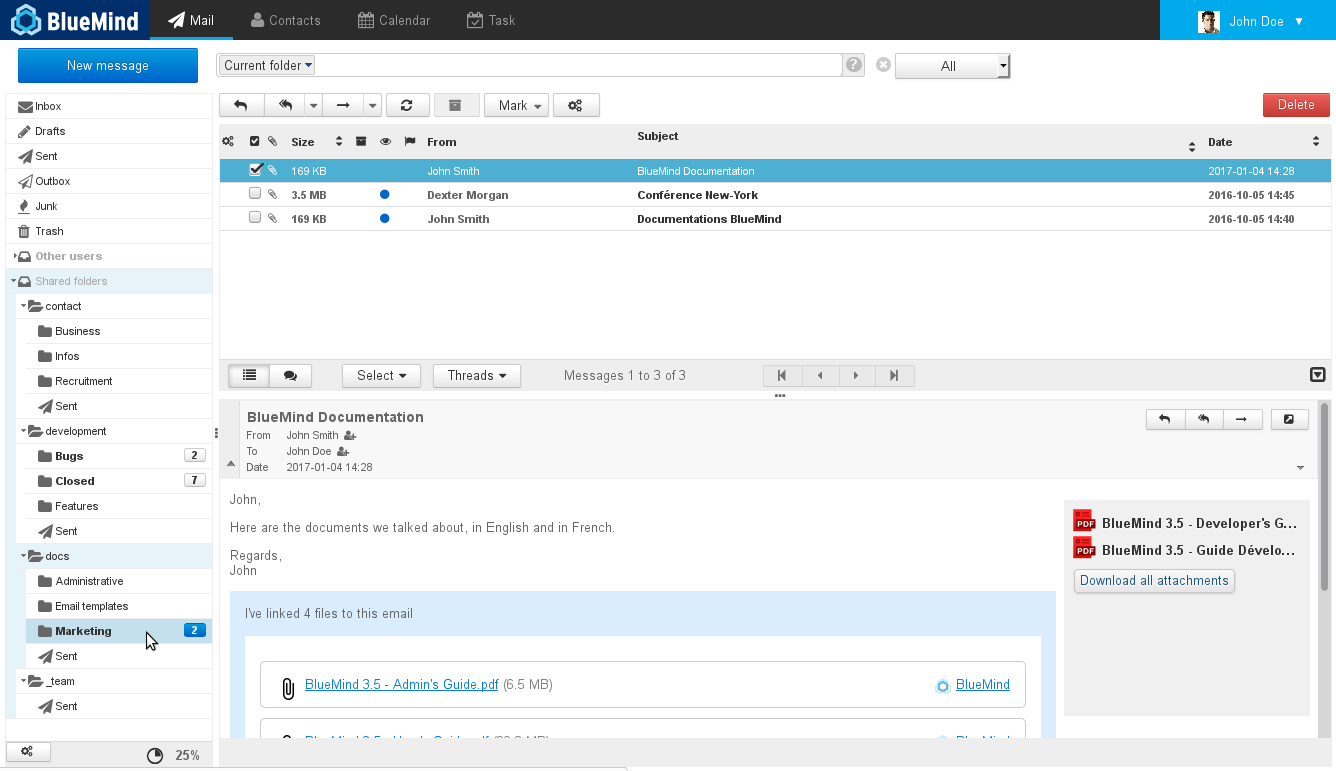 BlueMind Mail Contacts Calendar Task John Doe
New message Current folder All
Mark Delete
Inbox
Drafts
Sent
Outbox
Junk
Trash
Other users
Shared folders
contact
Business
Infos
Recruitment
Sent
development
Bugs 2
Closed 7
Features
Sent
docs
Administrative
Email templates
Marketing 2
Sent
_team
Sent
25%
Size From Subject Date
169 KB John Smith BlueMind Documentation 2017-01-04 14:28
3.5 MB Dexter Morgan Conférence New-York 2016-10-05 14:45
169 KB John Smith Documentations BlueMind 2016-10-05 14:40
Select Threads Messages 1 to 3 of 3
BlueMind Documentation
From John Smith
To John Doe
Date 2017-01-04 14:28
John,
Here are the documents we talked about, in English and in French.
Regards,
John
I've linked 4 files to this email
BlueMind 3.5 - Admin's Guide.pdf (6.5 MB) BlueMind
PDF BlueMind 3.5 - Developer's G...
PDF BlueMind 3.5 - Guide Dévelo...
Download all attachments